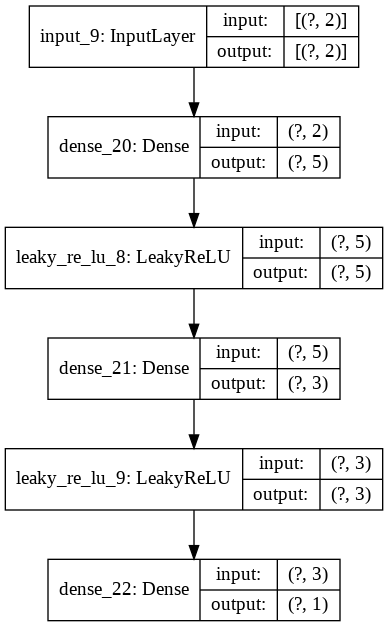 input_9: InputLayer
input:
[(?, 2)]
output:
[(?, 2)]
dense_20: Dense
input:
(?, 2)
output:
(?, 5)
leaky_re_lu_8: LeakyReLU
input:
(?, 5)
output:
(?, 5)
dense_21: Dense
input:
(?, 5)
output:
(?, 3)
leaky_re_lu_9: LeakyReLU
input:
(?, 3)
output:
(?, 3)
dense_22: Dense
input:
(?, 3)
output:
(?, 1)